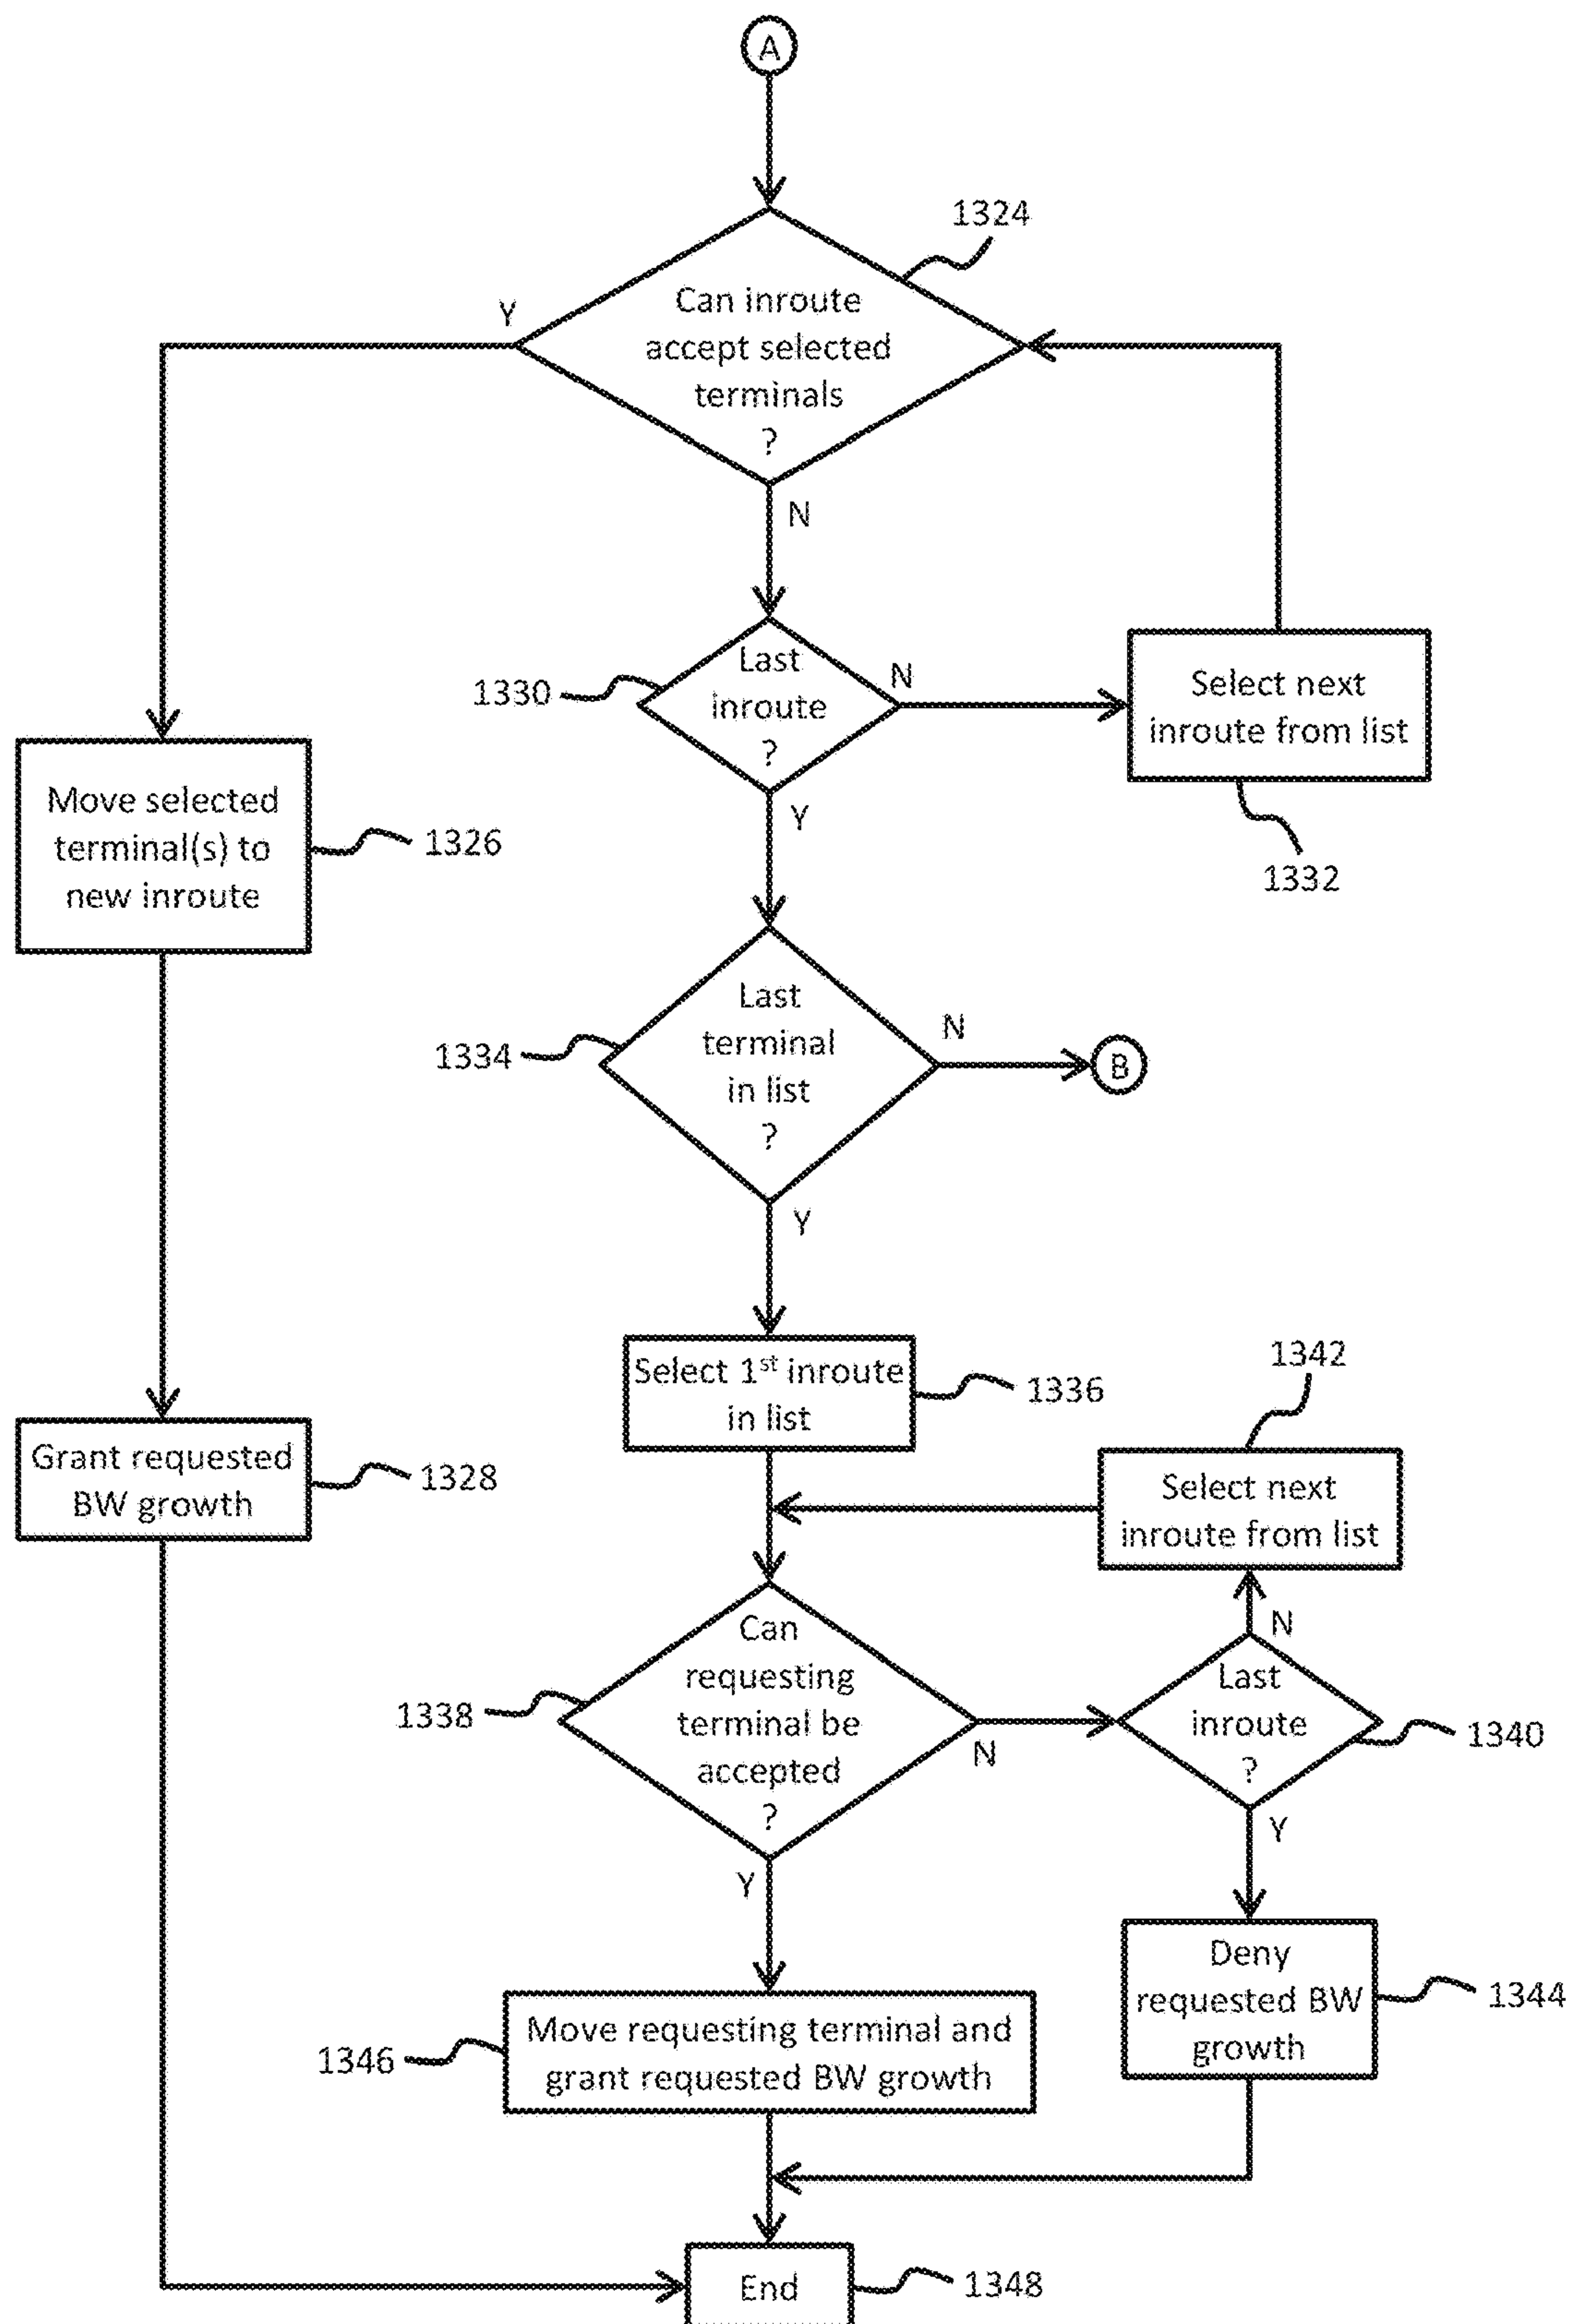 A
1324
Y
Can inroute
accept selected
terminals
?
N
Last
inroute
?
1330
N
Select next
inroute from list
1332
Y
Move selected
terminal(s) to
new inroute
1326
Last
terminal
in list
?
1334
N
B
Y
Select 1st inroute
in list
1336
1342
Grant requested
BW growth
1328
Select next
inroute from list
Can
requesting
terminal be
accepted
?
1338
N
N
Last
inroute
?
1340
Y
Y
Deny
requested BW
growth
1344
Move requesting terminal and
grant requested BW growth
1346
End
1348